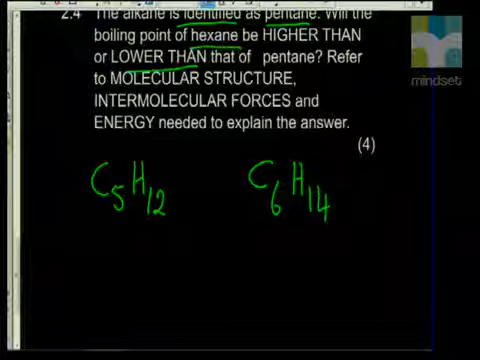 2.4 The alkane is identified as pentane. Will the
boiling point of hexane be HIGHER THAN
or LOWER THAN that of pentane? Refer
to MOLECULAR STRUCTURE,
INTERMOLECULAR FORCES and
ENERGY needed to explain the answer.
(4)
C5H12 C6H14
mindset